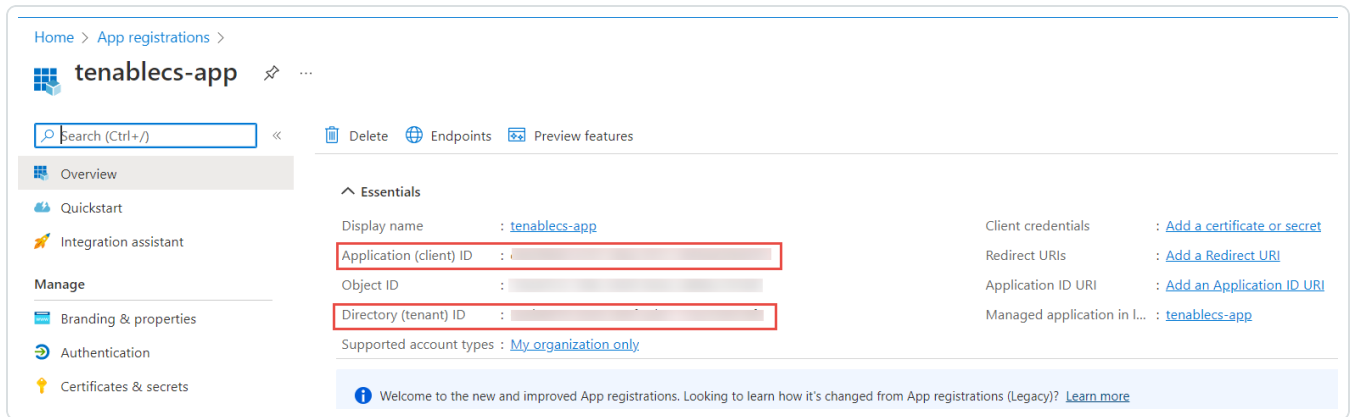 Home > App registrations >
tenablecs-app
Search (Ctrl+/)
Delete Endpoints Preview features
Overview
Quickstart
Integration assistant
Manage
Branding & properties
Authentication
Certificates & secrets
Essentials
Display name : tenablecs-app
Application (client) ID :
Object ID :
Directory (tenant) ID :
Supported account types : My organization only
Client credentials : Add a certificate or secret
Redirect URIs : Add a Redirect URI
Application ID URI : Add an Application ID URI
Managed application in l... : tenablecs-app
Welcome to the new and improved App registrations. Looking to learn how it's changed from App registrations (Legacy)? Learn more